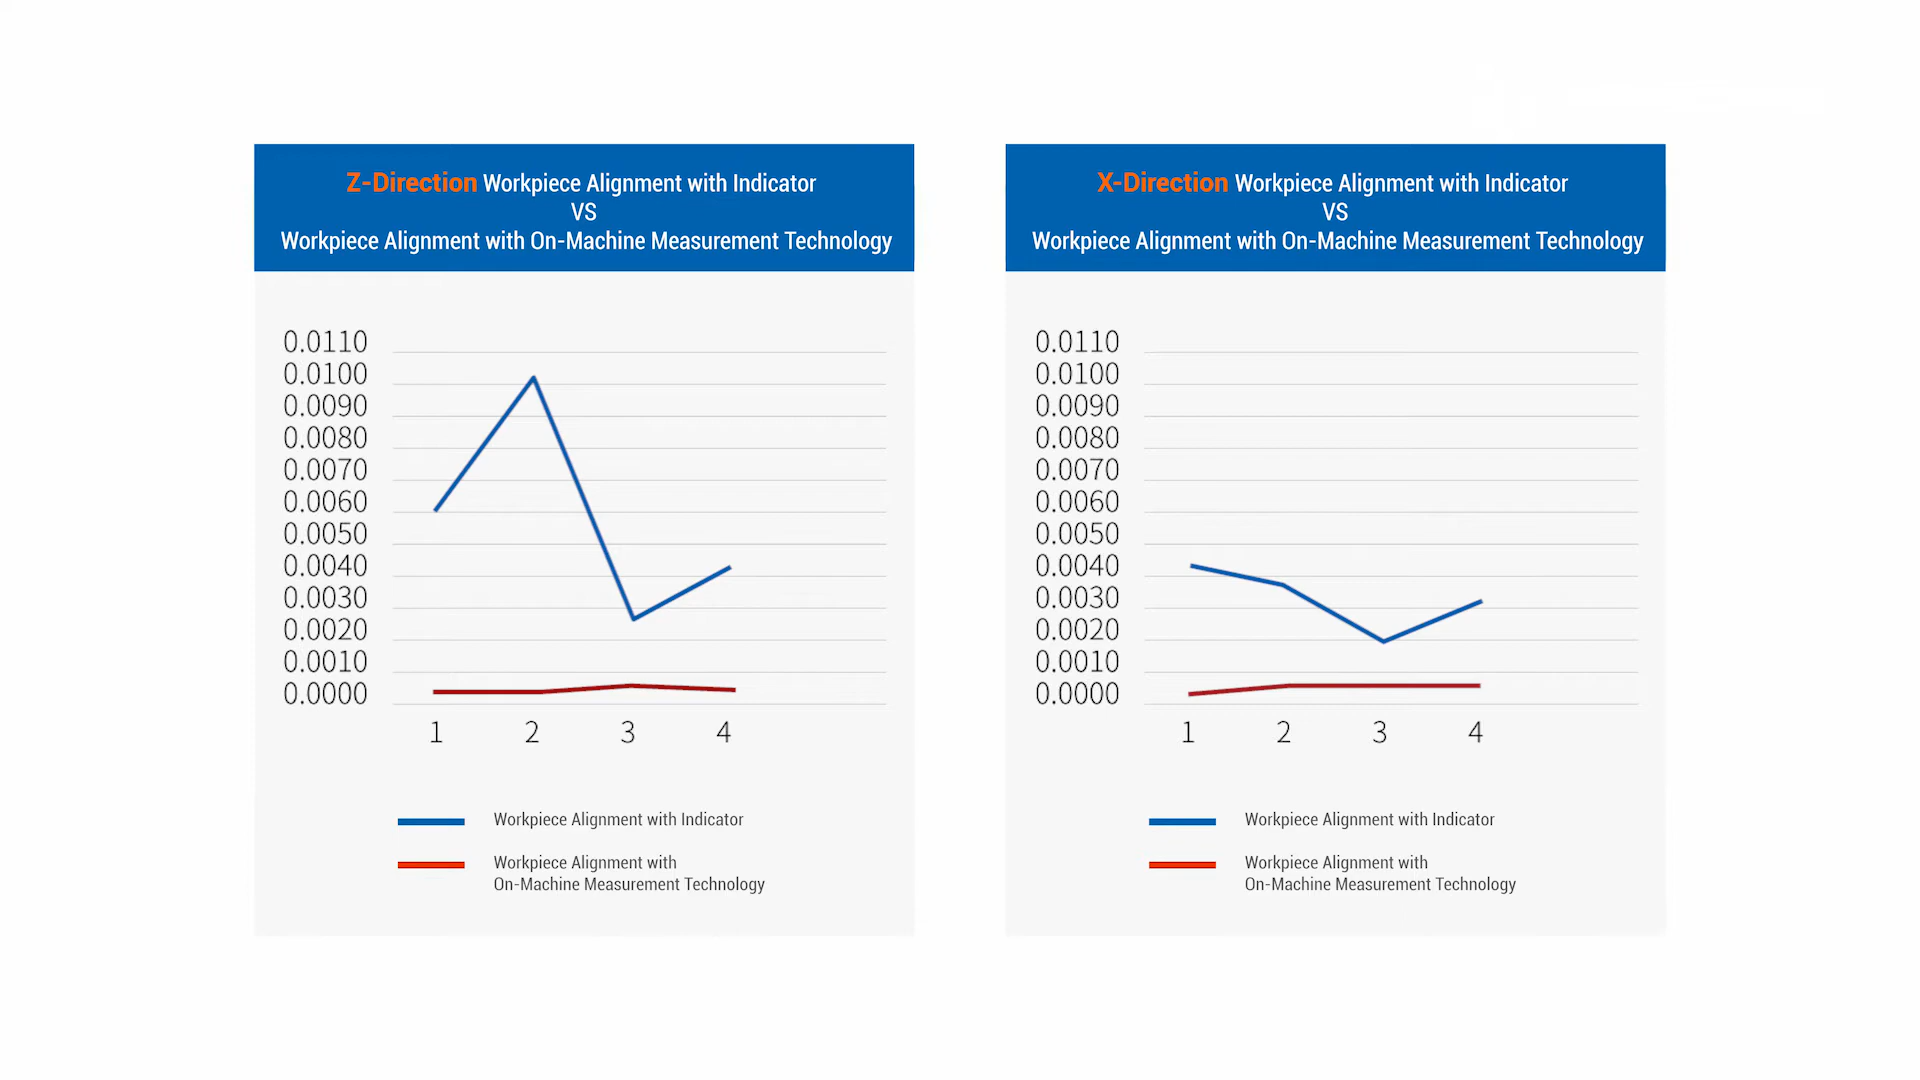 Z-Direction Workpiece Alignment with Indicator
VS
Workpiece Alignment with On-Machine Measurement Technology
0.0110
0.0100
0.0090
0.0080
0.0070
0.0060
0.0050
0.0040
0.0030
0.0020
0.0010
0.0000
1 2 3 4
Workpiece Alignment with Indicator
Workpiece Alignment with
On-Machine Measurement Technology
X-Direction Workpiece Alignment with Indicator
VS
Workpiece Alignment with On-Machine Measurement Technology
0.0110
0.0100
0.0090
0.0080
0.0070
0.0060
0.0050
0.0040
0.0030
0.0020
0.0010
0.0000
1 2 3 4
Workpiece Alignment with Indicator
Workpiece Alignment with
On-Machine Measurement Technology